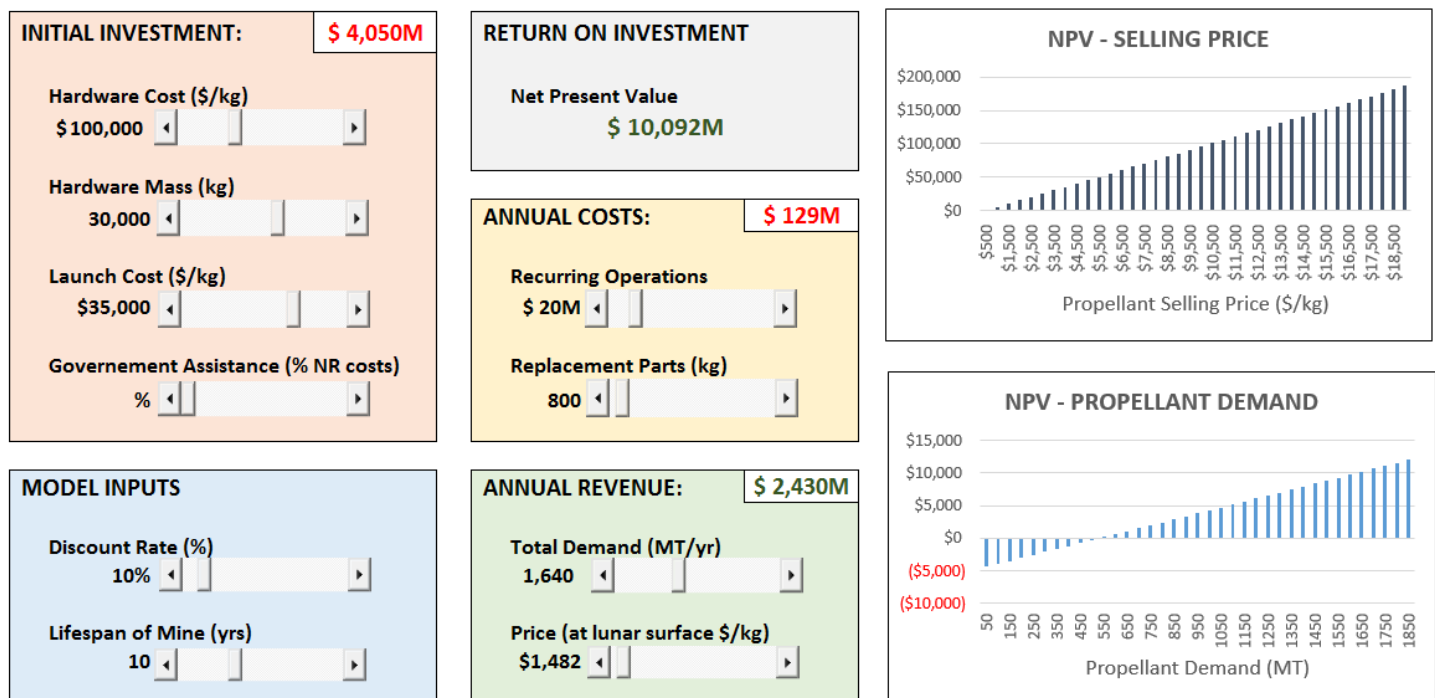 INITIAL INVESTMENT: $ 4,050M
Hardware Cost ($/kg)
$100,000
Hardware Mass (kg)
30,000
Launch Cost ($/kg)
$35,000
Governement Assistance (% NR costs)
%
MODEL INPUTS
Discount Rate (%)
10%
Lifespan of Mine (yrs)
10
RETURN ON INVESTMENT
Net Present Value
$ 10,092M
ANNUAL COSTS: $ 129M
Recurring Operations
$ 20M
Replacement Parts (kg)
800
ANNUAL REVENUE: $ 2,430M
Total Demand (MT/yr)
1,640
Price (at lunar surface $/kg)
$1,482
NPV - SELLING PRICE
$200,000
$150,000
$100,000
$50,000
$0
$500 $1,500 $2,500 $3,500 $4,500 $5,500 $6,500 $7,500 $8,500 $9,500 $10,500 $11,500 $12,500 $13,500 $14,500 $15,500 $16,500 $17,500 $18,500
Propellant Selling Price ($/kg)
NPV - PROPELLANT DEMAND
$15,000
$10,000
$5,000
$0
($5,000)
($10,000)
50 150 250 350 450 550 650 750 850 950 1050 1150 1250 1350 1450 1550 1650 1750 1850
Propellant Demand (MT)